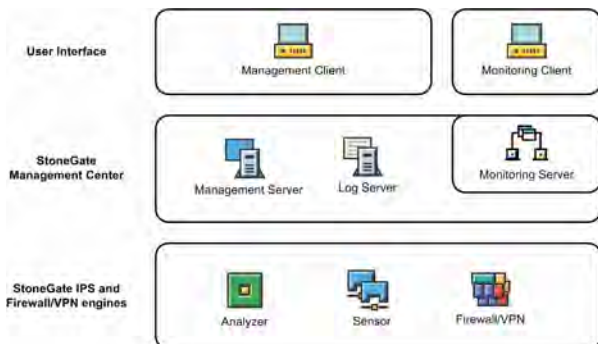 User Interface
Management Client
Monitoring Client
StoneGate
Management Center
Management Server
Log Server
Monitoring Server
StoneGate IPS and
Firewall/VPN engines
Analyzer
Sensor
Firewall/VPN